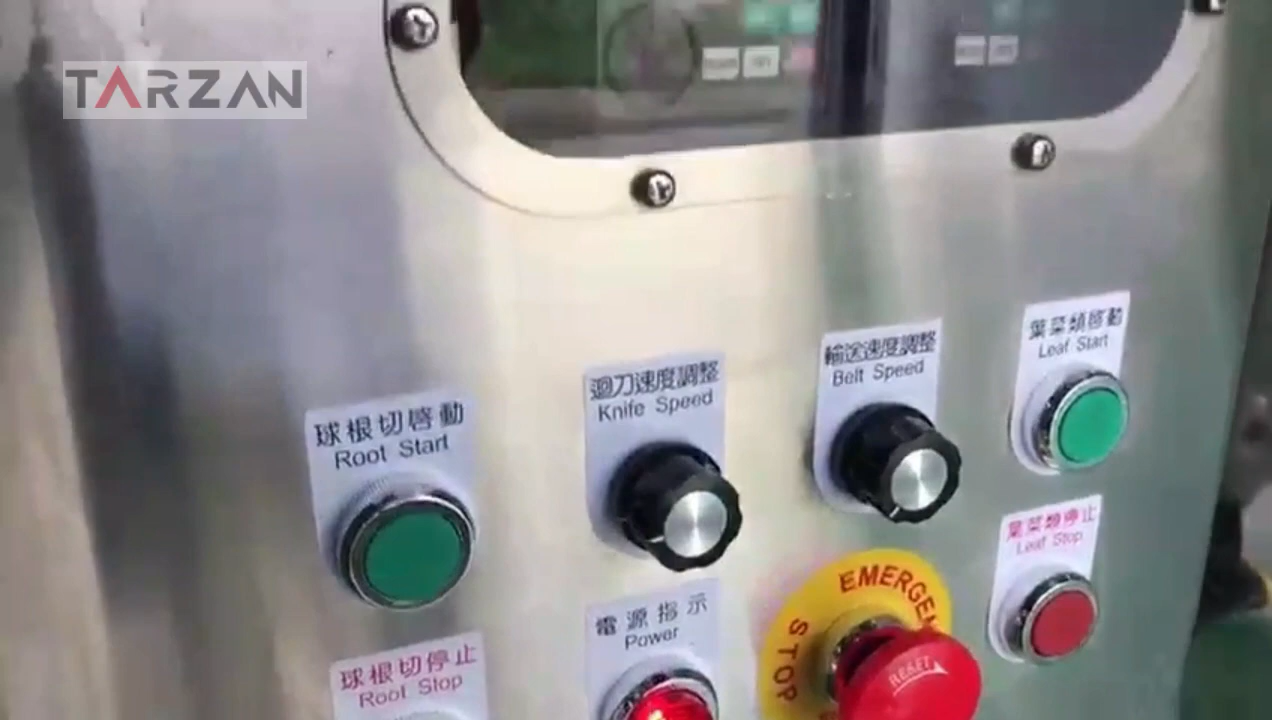 TARZAN
葉菜類啓動
Leaf Start
輸送速度調整
Belt Speed
迴刀速度調整
Knife Speed
球根切啓動
Root Start
葉菜類停止
Leaf Stop
電源指示
Power
EMERGEN
STOP
RESET
球根切停止
Root Stop